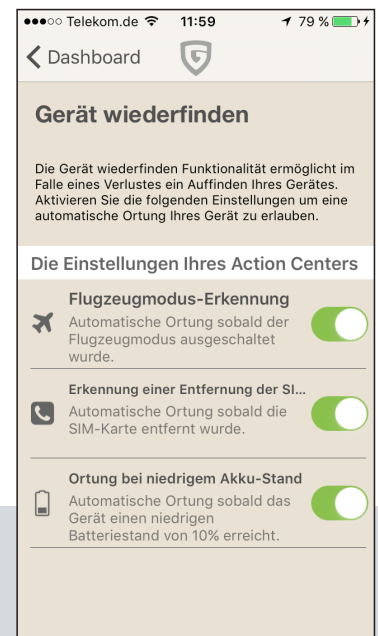 ●●●○○ Telekom.de 11:59 79 %
Dashboard
Gerät wiederfinden
Die Gerät wiederfinden Funktionalität ermöglicht im
Falle eines Verlustes ein Auffinden Ihres Gerätes.
Aktivieren Sie die folgenden Einstellungen um eine
automatische Ortung Ihres Gerät zu erlauben.
Die Einstellungen Ihres Action Centers
Flugzeugmodus-Erkennung
Automatische Ortung sobald der
Flugzeugmodus ausgeschaltet
wurde.
Erkennung einer Entfernung der SI...
Automatische Ortung sobald die
SIM-Karte entfernt wurde.
Ortung bei niedrigem Akku-Stand
Automatische Ortung sobald das
Gerät einen niedrigen
Batteriestand von 10% erreicht.